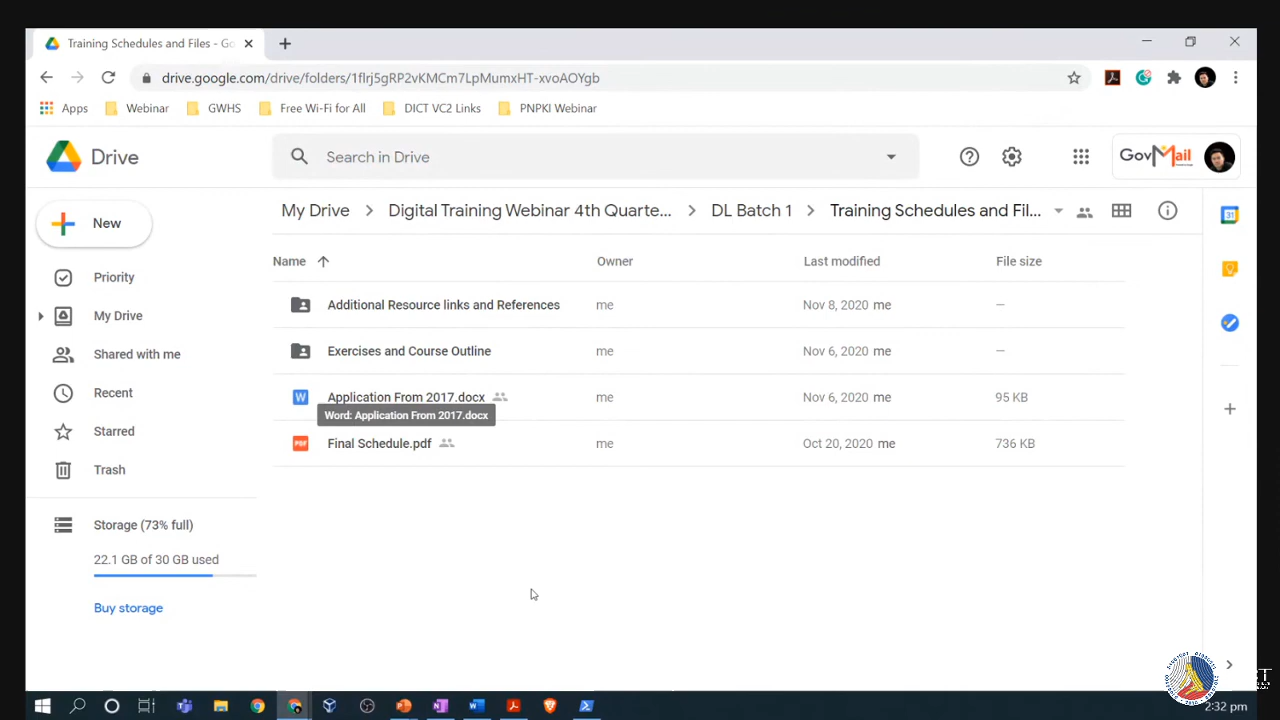 Training Schedules and Files - Go
drive.google.com/drive/folders/1flrj5gRP2vKMCm7LpMumxHT-xvoAOYgb
Apps Webinar GWHS Free Wi-Fi for All DICT VC2 Links PNPKI Webinar
Drive Search in Drive GovMail
My Drive Digital Training Webinar 4th Quarte... DL Batch 1 Training Schedules and Fil...
New
Name Owner Last modified File size
Priority
Additional Resource links and References me Nov 8, 2020 me —
My Drive
Exercises and Course Outline me Nov 6, 2020 me —
Shared with me
Recent
Application From 2017.docx me Nov 6, 2020 me 95 KB
Word: Application From 2017.docx
Starred
Final Schedule.pdf me Oct 20, 2020 me 736 KB
Trash
Storage (73% full)
22.1 GB of 30 GB used
Buy storage
2:32 pm